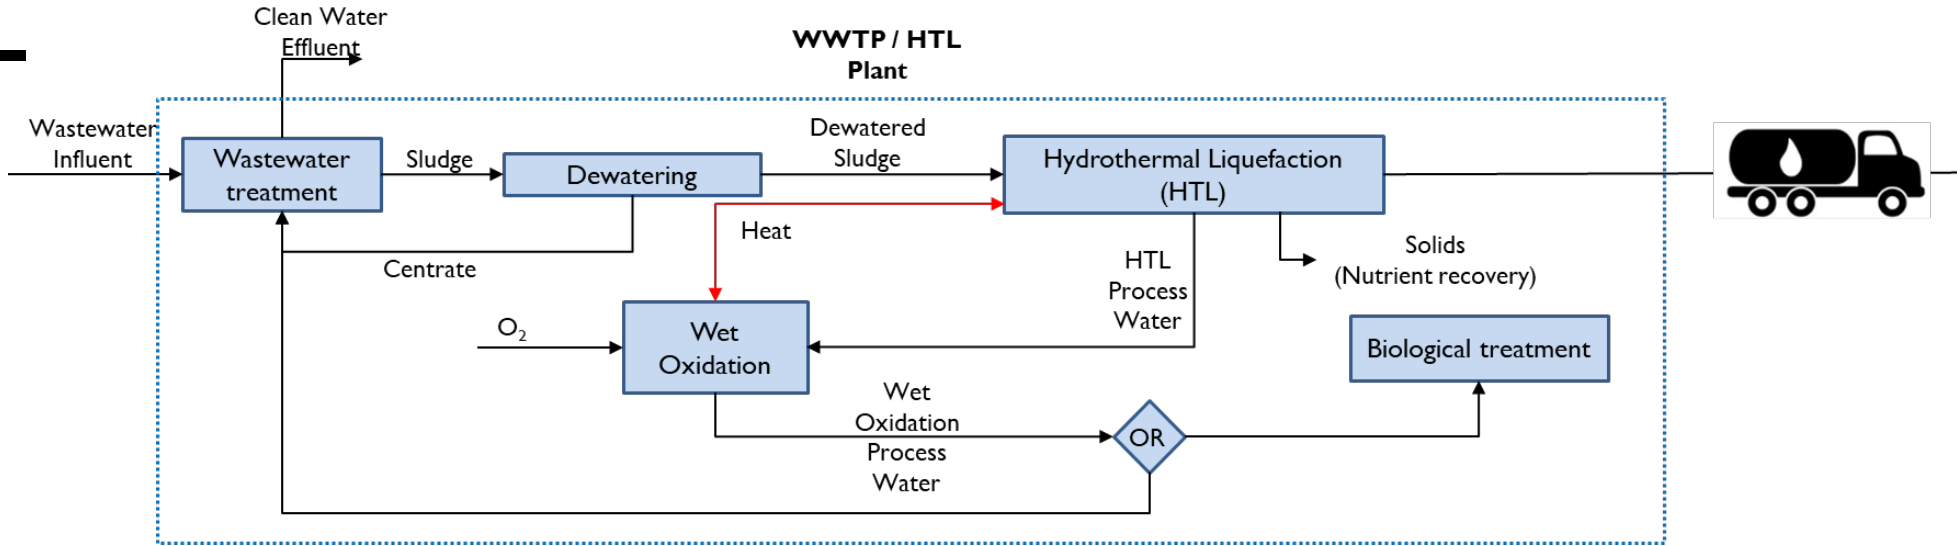 Clean Water
Effluent
WWTP / HTL
Plant
Wastewater
Influent
Wastewater
treatment
Sludge
Dewatering
Dewatered
Sludge
Hydrothermal Liquefaction
(HTL)
Heat
Centrate
HTL
Process
Water
Solids
(Nutrient recovery)
O₂
Wet
Oxidation
Biological treatment
Wet
Oxidation
Process
Water
OR